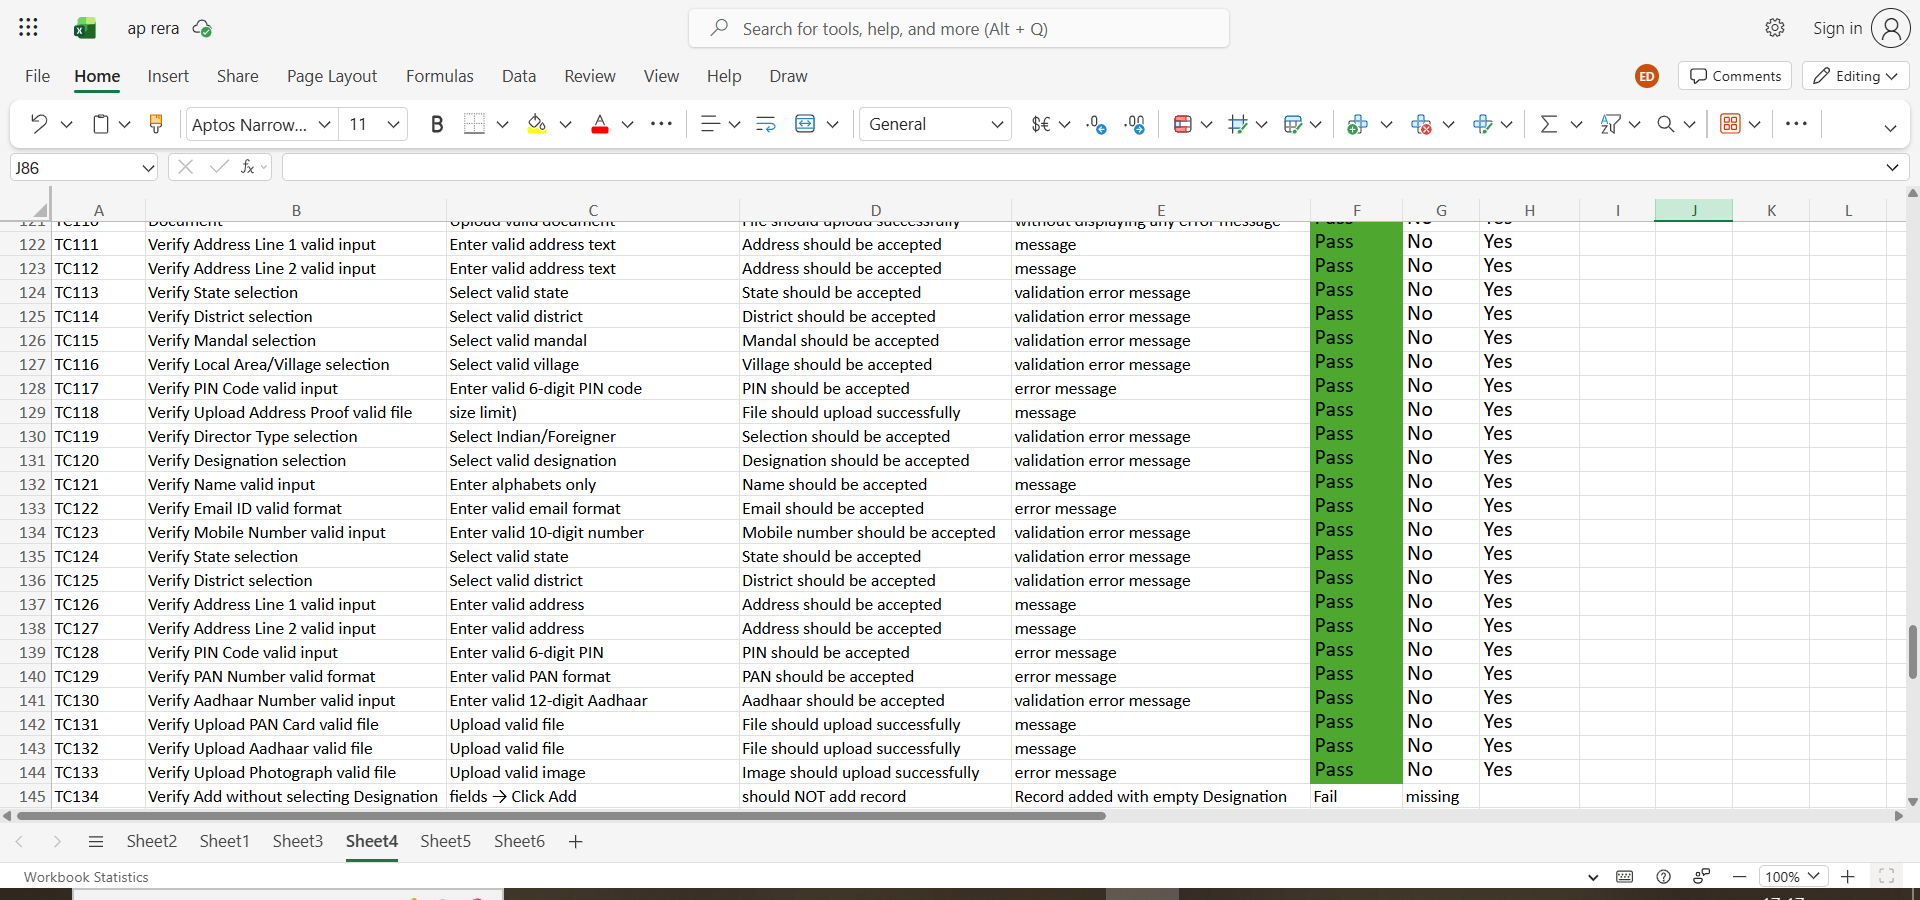 ap rera
Search for tools, help, and more (Alt + Q)
Sign in
File Home Insert Share Page Layout Formulas Data Review View Help Draw
ED Comments Editing
Aptos Narrow... 11 B A General $€ .0 .00
J86 fx
A B C D E F G H I J K L
121 TC110 Document Upload valid document File should upload successfully without displaying any error message Pass No Yes
122 TC111 Verify Address Line 1 valid input Enter valid address text Address should be accepted message Pass No Yes
123 TC112 Verify Address Line 2 valid input Enter valid address text Address should be accepted message Pass No Yes
124 TC113 Verify State selection Select valid state State should be accepted validation error message Pass No Yes
125 TC114 Verify District selection Select valid district District should be accepted validation error message Pass No Yes
126 TC115 Verify Mandal selection Select valid mandal Mandal should be accepted validation error message Pass No Yes
127 TC116 Verify Local Area/Village selection Select valid village Village should be accepted validation error message Pass No Yes
128 TC117 Verify PIN Code valid input Enter valid 6-digit PIN code PIN should be accepted error message Pass No Yes
129 TC118 Verify Upload Address Proof valid file size limit) File should upload successfully message Pass No Yes
130 TC119 Verify Director Type selection Select Indian/Foreigner Selection should be accepted validation error message Pass No Yes
131 TC120 Verify Designation selection Select valid designation Designation should be accepted validation error message Pass No Yes
132 TC121 Verify Name valid input Enter alphabets only Name should be accepted message Pass No Yes
133 TC122 Verify Email ID valid format Enter valid email format Email should be accepted error message Pass No Yes
134 TC123 Verify Mobile Number valid input Enter valid 10-digit number Mobile number should be accepted validation error message Pass No Yes
135 TC124 Verify State selection Select valid state State should be accepted validation error message Pass No Yes
136 TC125 Verify District selection Select valid district District should be accepted validation error message Pass No Yes
137 TC126 Verify Address Line 1 valid input Enter valid address Address should be accepted message Pass No Yes
138 TC127 Verify Address Line 2 valid input Enter valid address Address should be accepted message Pass No Yes
139 TC128 Verify PIN Code valid input Enter valid 6-digit PIN PIN should be accepted error message Pass No Yes
140 TC129 Verify PAN Number valid format Enter valid PAN format PAN should be accepted error message Pass No Yes
141 TC130 Verify Aadhaar Number valid input Enter valid 12-digit Aadhaar Aadhaar should be accepted validation error message Pass No Yes
142 TC131 Verify Upload PAN Card valid file Upload valid file File should upload successfully message Pass No Yes
143 TC132 Verify Upload Aadhaar valid file Upload valid file File should upload successfully message Pass No Yes
144 TC133 Verify Upload Photograph valid file Upload valid image Image should upload successfully error message Pass No Yes
145 TC134 Verify Add without selecting Designation fields → Click Add should NOT add record Record added with empty Designation Fail missing
Sheet2 Sheet1 Sheet3 Sheet4 Sheet5 Sheet6
Workbook Statistics 100%